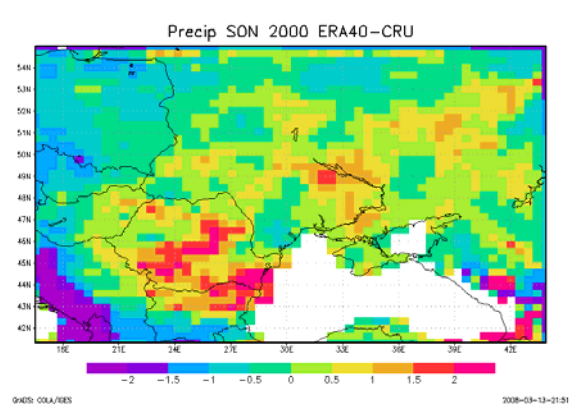 Precip SON 2000 ERA40-CRU
54N
53N
52N
51N
50N
49N
48N
47N
46N
45N
44N
43N
42N
18E 21E 24E 27E 30E 33E 36E 39E 42E
-2 -1.5 -1 -0.5 0 0.5 1 1.5 2
GrADS: COLA/IGES 2008-03-13-21:51